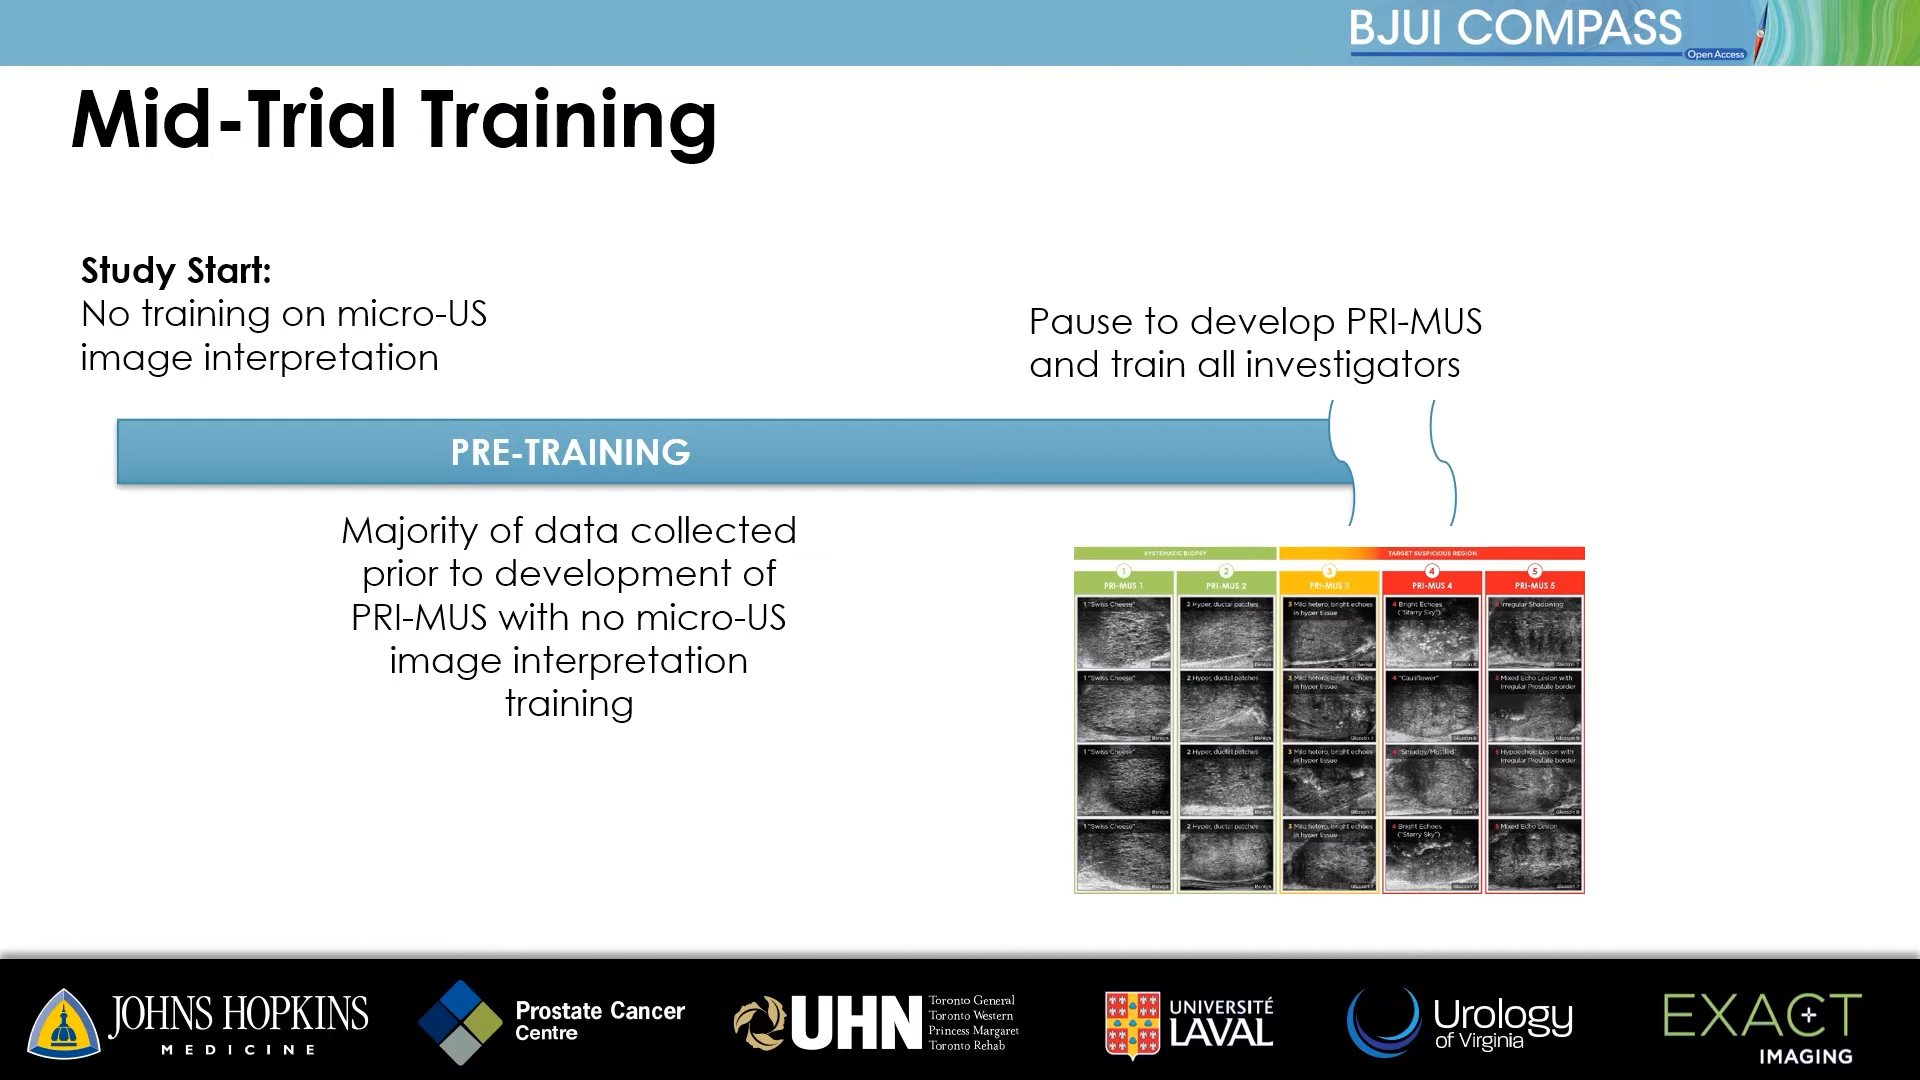 BJUI COMPASS
Open Access
Mid-Trial Training
Study Start:
No training on micro-US
image interpretation
Pause to develop PRI-MUS
and train all investigators
PRE-TRAINING
Majority of data collected
prior to development of
PRI-MUS with no micro-US
image interpretation
training
SYSTEMATIC BIOPSY
TARGET SUSPICIOUS REGION
1 2 3 4 5
PRI-MUS 1 PRI-MUS 2 PRI-MUS 3 PRI-MUS 4 PRI-MUS 5
1 "Swiss Cheese"
2 Hyper, ductal patches
3 Mild hetero, bright echoes
in hyper tissue
4 Bright Echoes
("Starry Sky")
5 Irregular Shadowing
Benign
Benign
Benign
1 "Swiss Cheese"
2 Hyper, ductal patches
3 Mild hetero, bright echoes
in hyper tissue
4 "Cauliflower"
5 Mixed Echo Lesion with
Irregular Prostate border
Benign
Benign
1 "Swiss Cheese"
2 Hyper, ductal patches
3 Mild hetero, bright echoes
in hyper tissue
4 "Smudgy/Mottled"
5 Hypoechoic Lesion with
Irregular Prostate border
Benign
Benign
1 "Swiss Cheese"
2 Hyper, ductal patches
3 Mild hetero, bright echoes
in hyper tissue
4 Bright Echoes
("Starry Sky")
5 Mixed Echo Lesion
Benign
Benign
JOHNS HOPKINS
MEDICINE
Prostate Cancer
Centre
UHN
Toronto General
Toronto Western
Princess Margaret
Toronto Rehab
UNIVERSITÉ
LAVAL
Urology
of Virginia
EXACT
IMAGING